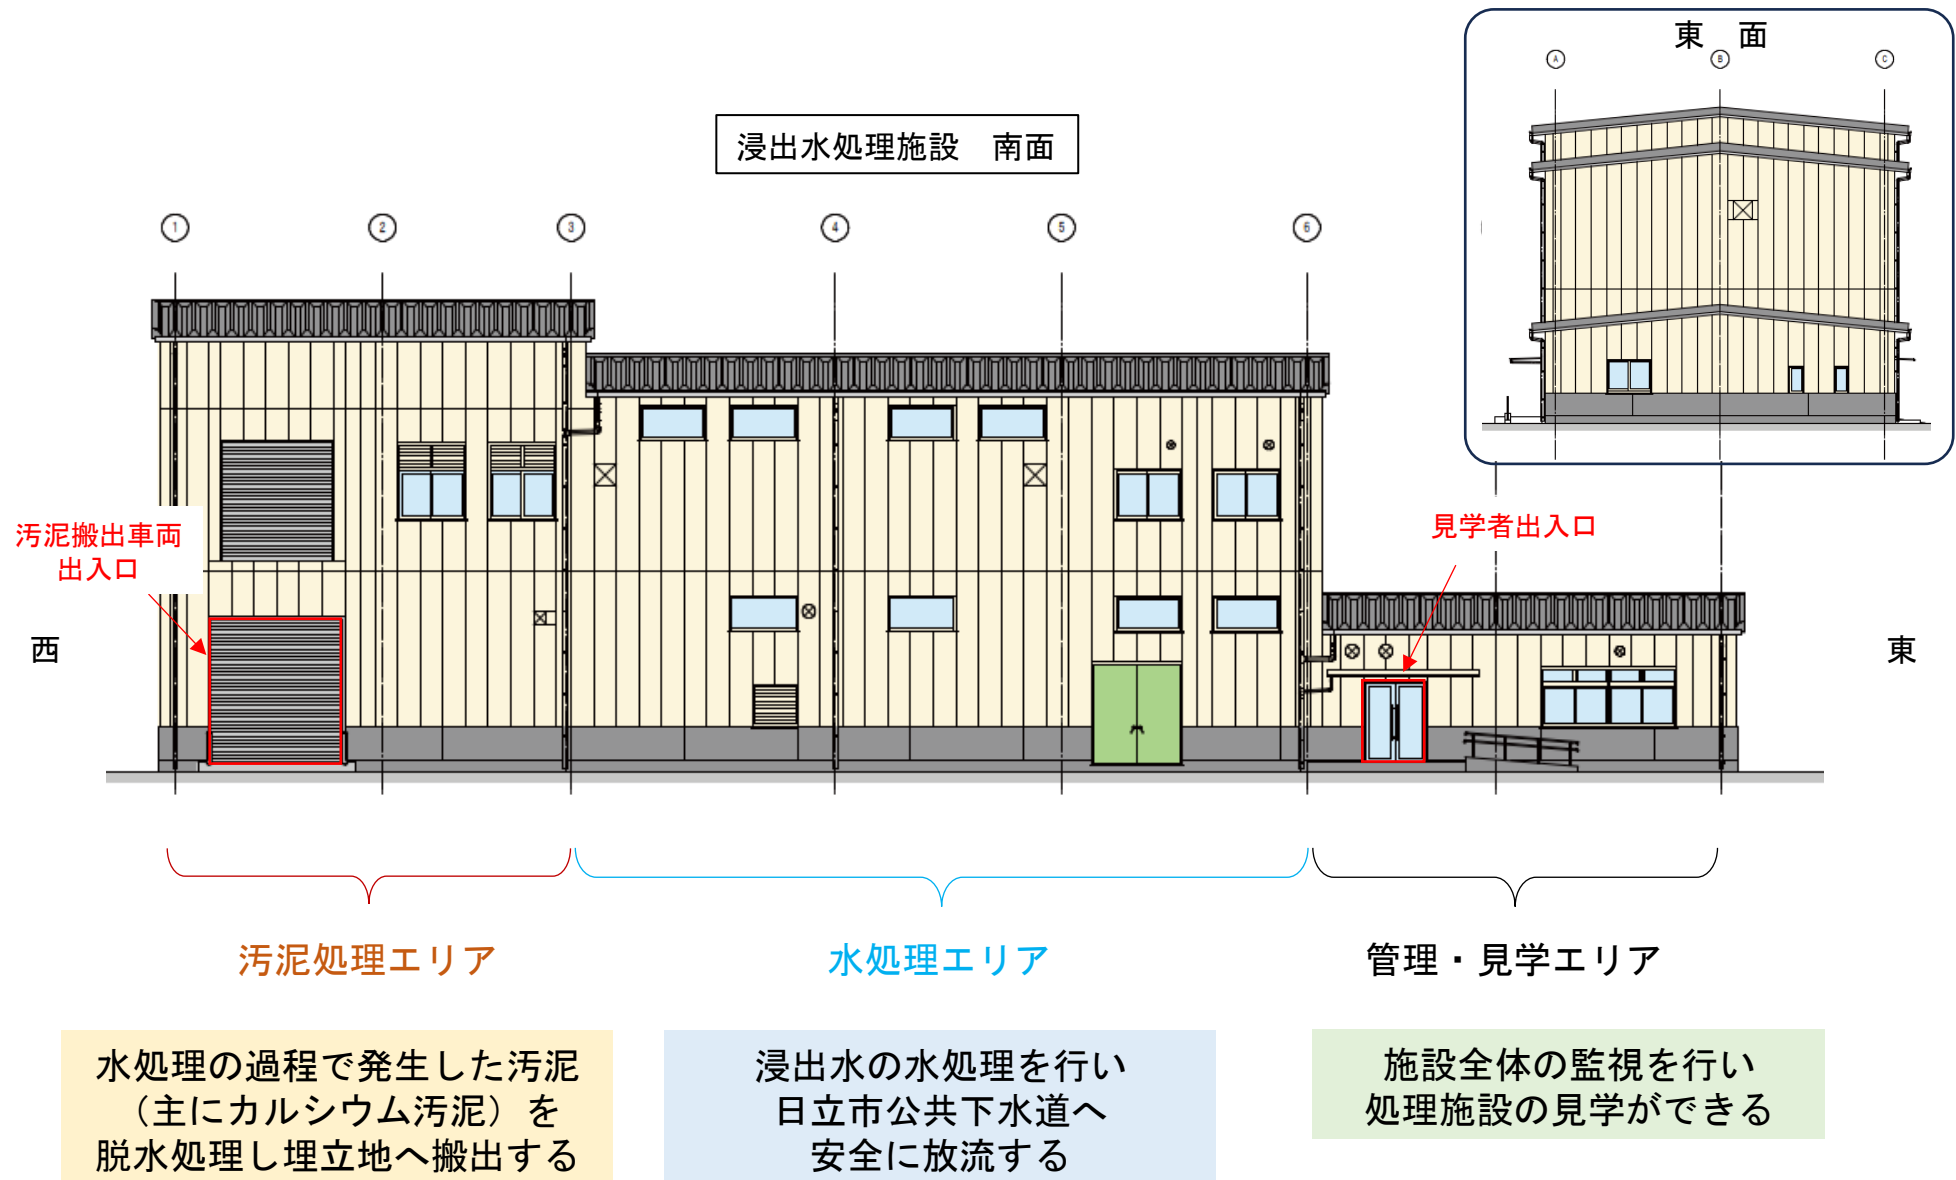 東 面
A
B
C
浸出水処理施設　南面
1
2
3
4
5
6
汚泥搬出車両
出入口
見学者出入口
西
東
汚泥処理エリア
水処理エリア
管理・見学エリア
水処理の過程で発生した汚泥
（主にカルシウム汚泥）を
脱水処理し埋立地へ搬出する
浸出水の水処理を行い
日立市公共下水道へ
安全に放流する
施設全体の監視を行い
処理施設の見学ができる